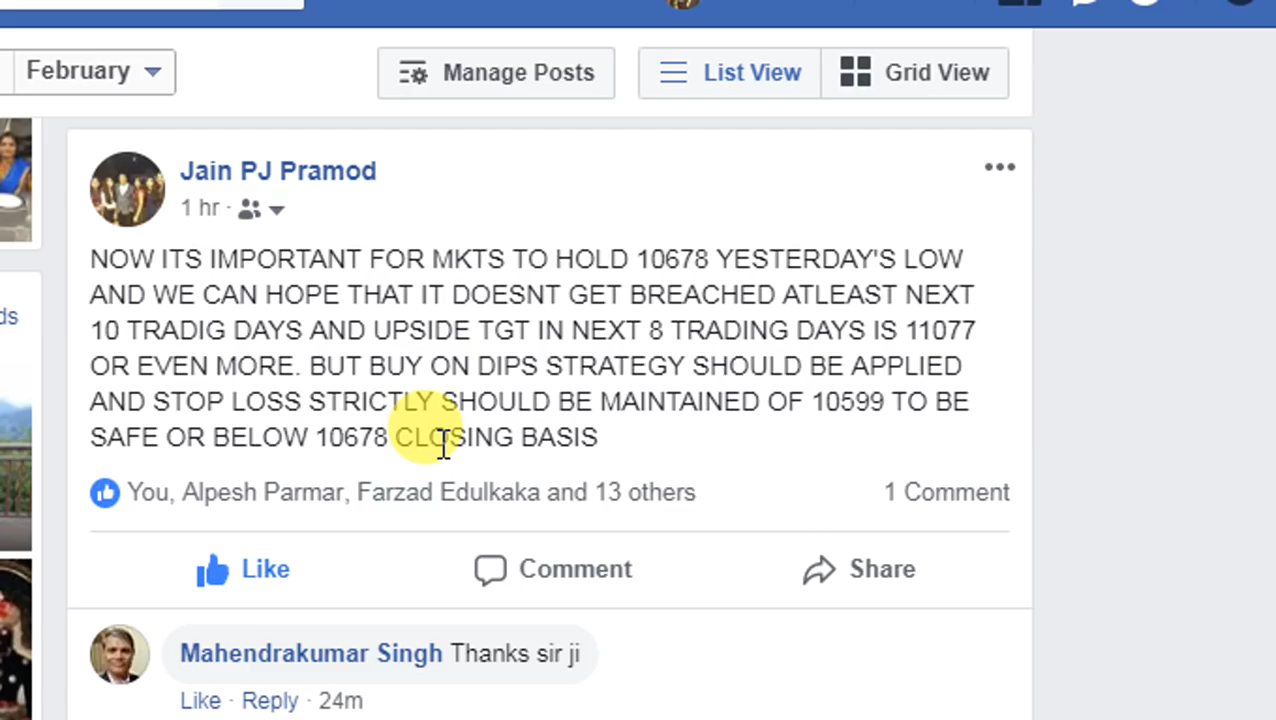 February
Manage Posts
List View
Grid View
Jain PJ Pramod
1 hr ·
NOW ITS IMPORTANT FOR MKTS TO HOLD 10678 YESTERDAY'S LOW
AND WE CAN HOPE THAT IT DOESNT GET BREACHED ATLEAST NEXT
10 TRADIG DAYS AND UPSIDE TGT IN NEXT 8 TRADING DAYS IS 11077
OR EVEN MORE. BUT BUY ON DIPS STRATEGY SHOULD BE APPLIED
AND STOP LOSS STRICTLY SHOULD BE MAINTAINED OF 10599 TO BE
SAFE OR BELOW 10678 CLOSING BASIS
You, Alpesh Parmar, Farzad Edulkaka and 13 others
1 Comment
Like
Comment
Share
Mahendrakumar Singh Thanks sir ji
Like · Reply · 24m